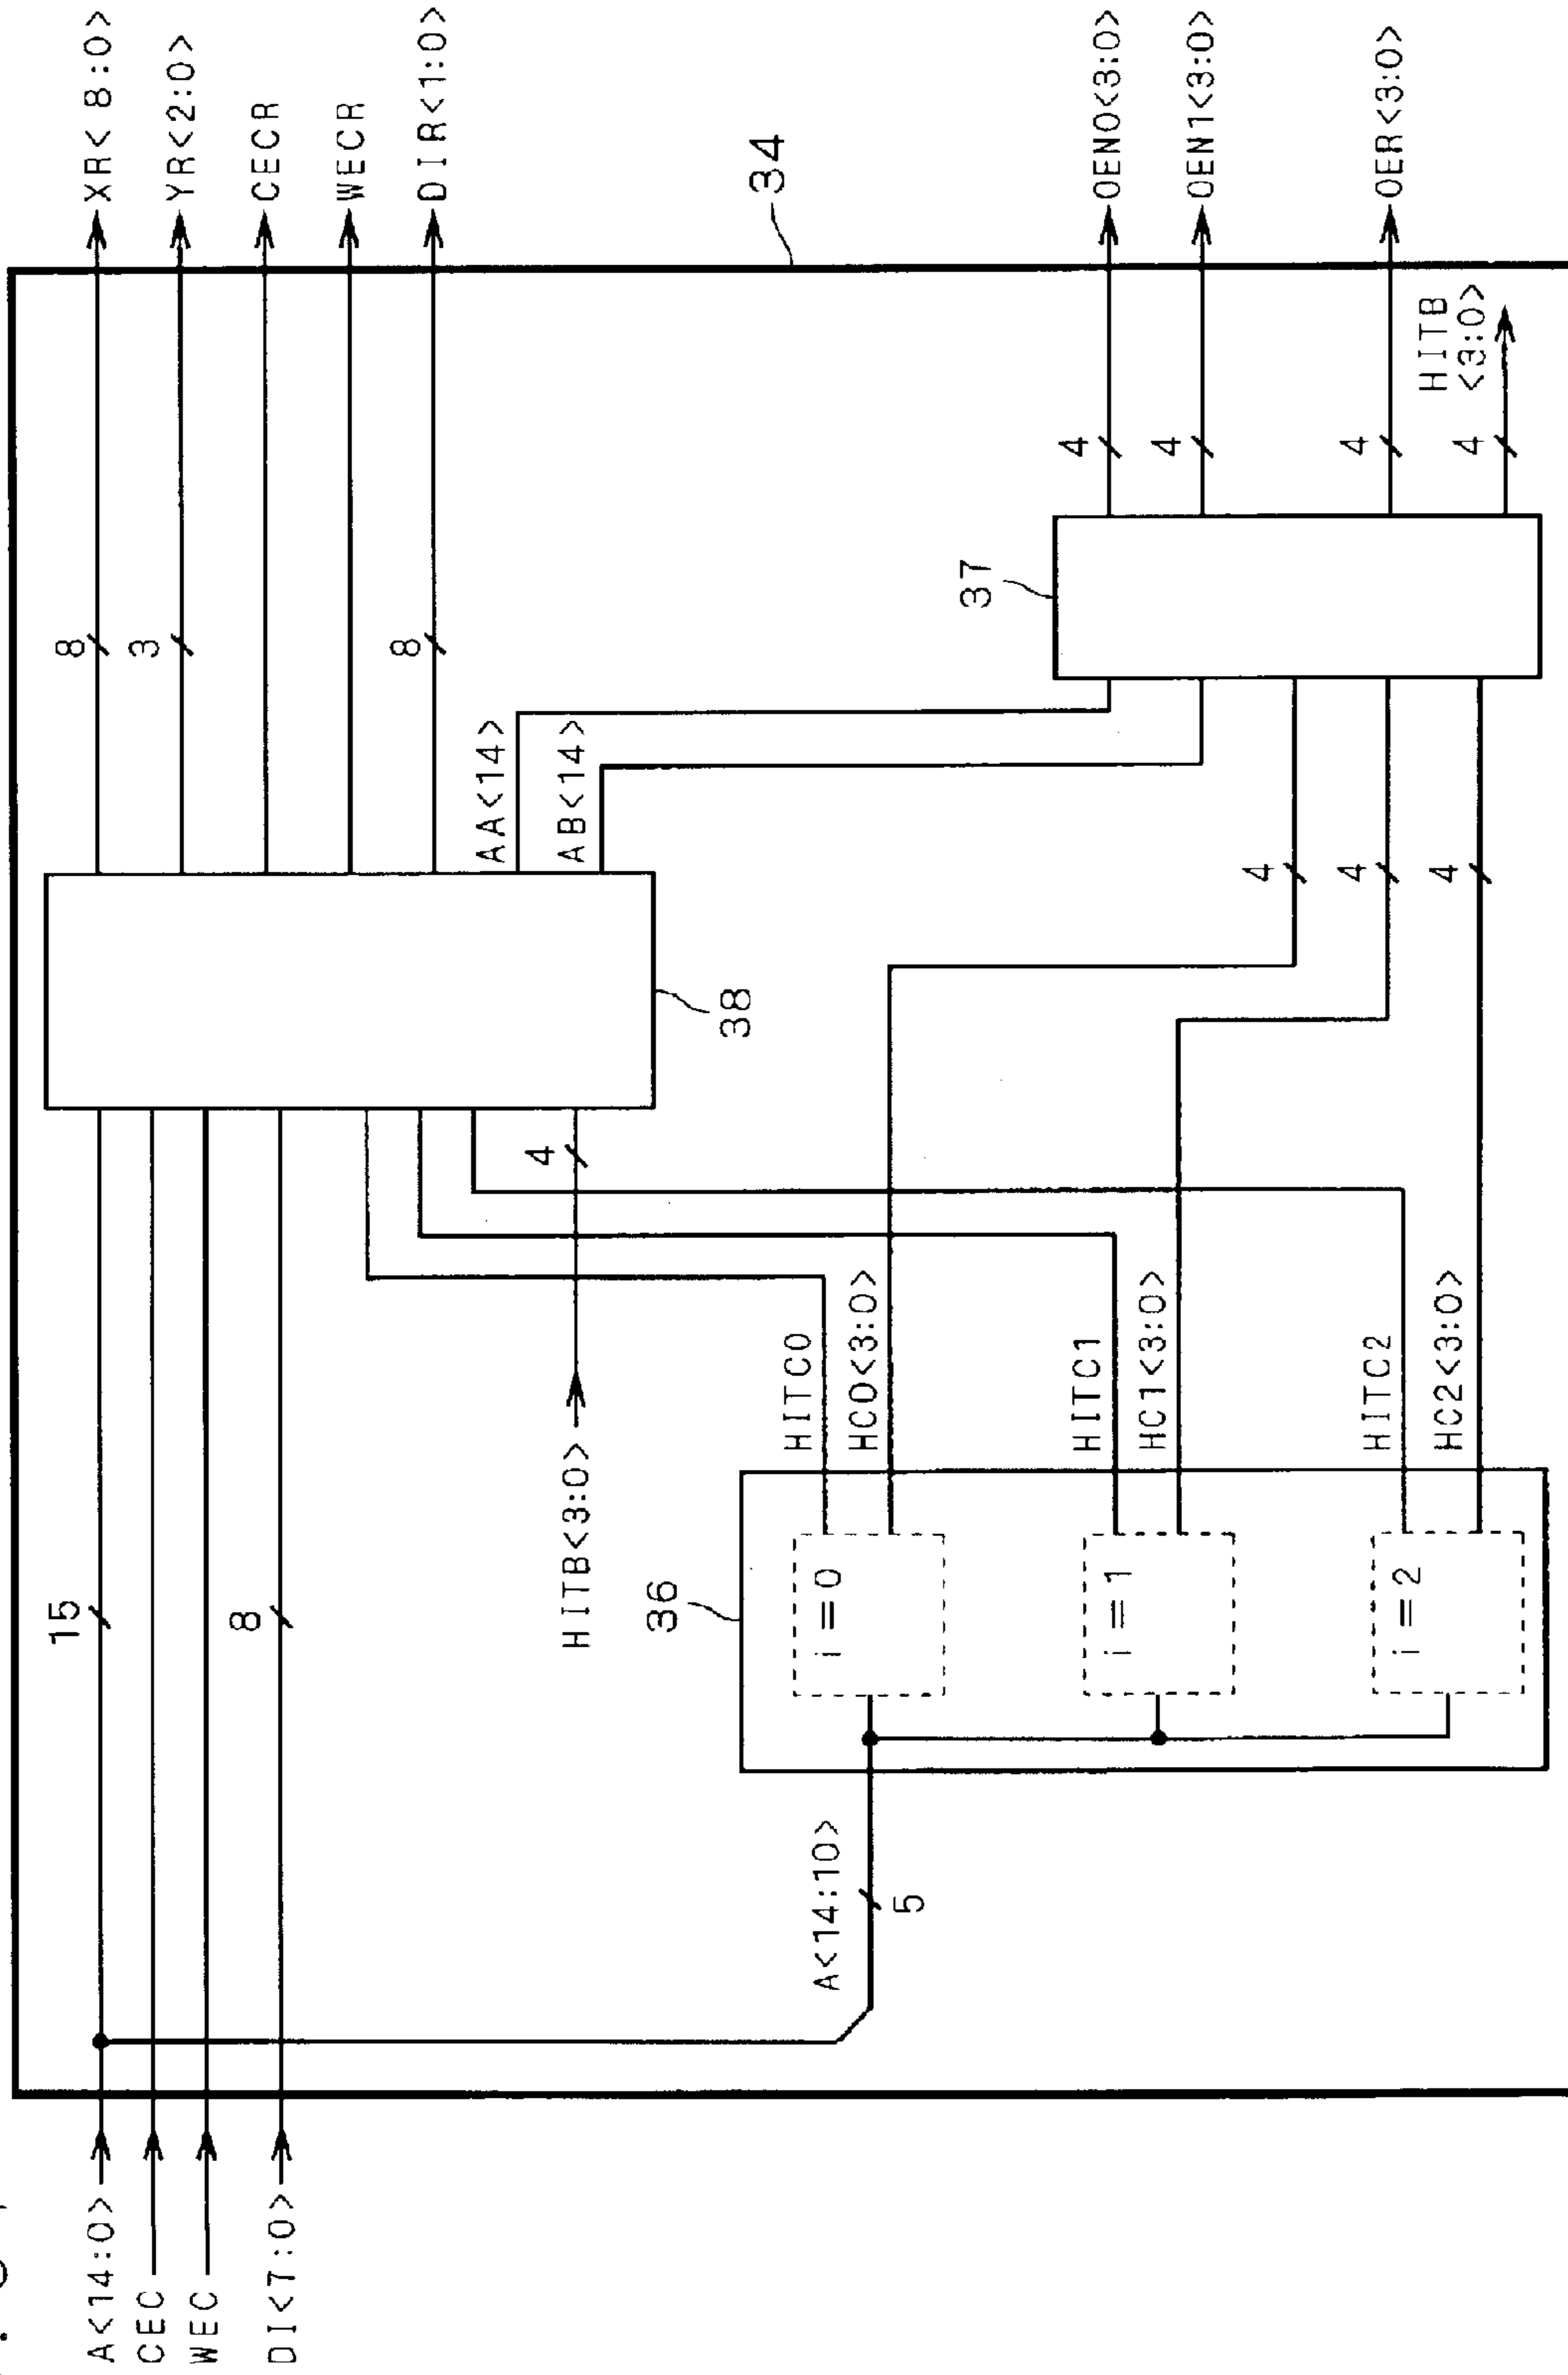 A<14:0>
CEC
WEC
DI<7:0>
15
8
A<14:10>
5
36
i=0
i=1
i=2
HITB<3:0>
4
HITC0
HC0<3:0>
HITC1
HC1<3:0>
HITC2
HC2<3:0>
38
AA<14>
AB<14>
4
4
4
8
3
8
37
4
4
4
4
HITB
<3:0>
34
XR<8:0>
YR<2:0>
CECR
WECR
DIR<1:0>
OEN0<3:0>
OEN1<3:0>
OER<3:0>